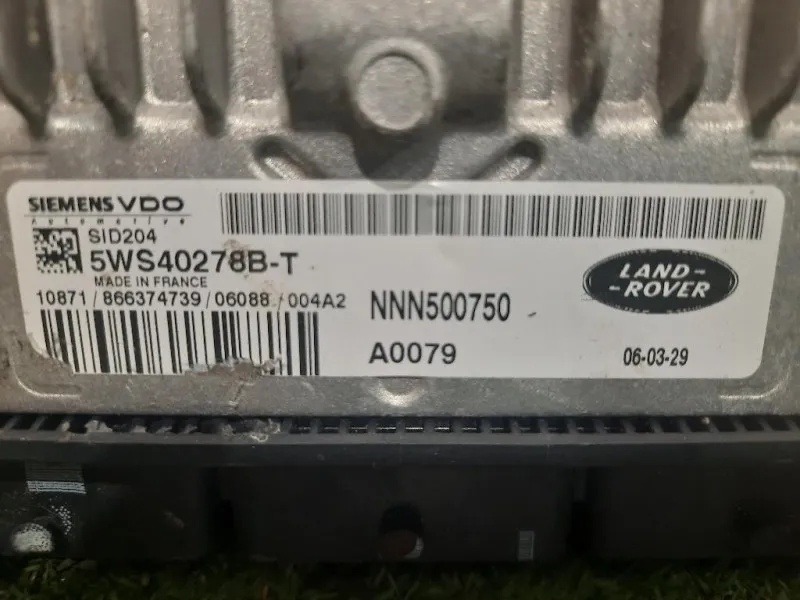 SIEMENS VDO
Automotive
SID204
5WS40278B-T
MADE IN FRANCE
10871 / 866374739 / 06088 / 004A2
NNN500750
A0079
LAND-
-ROVER
06-03-29